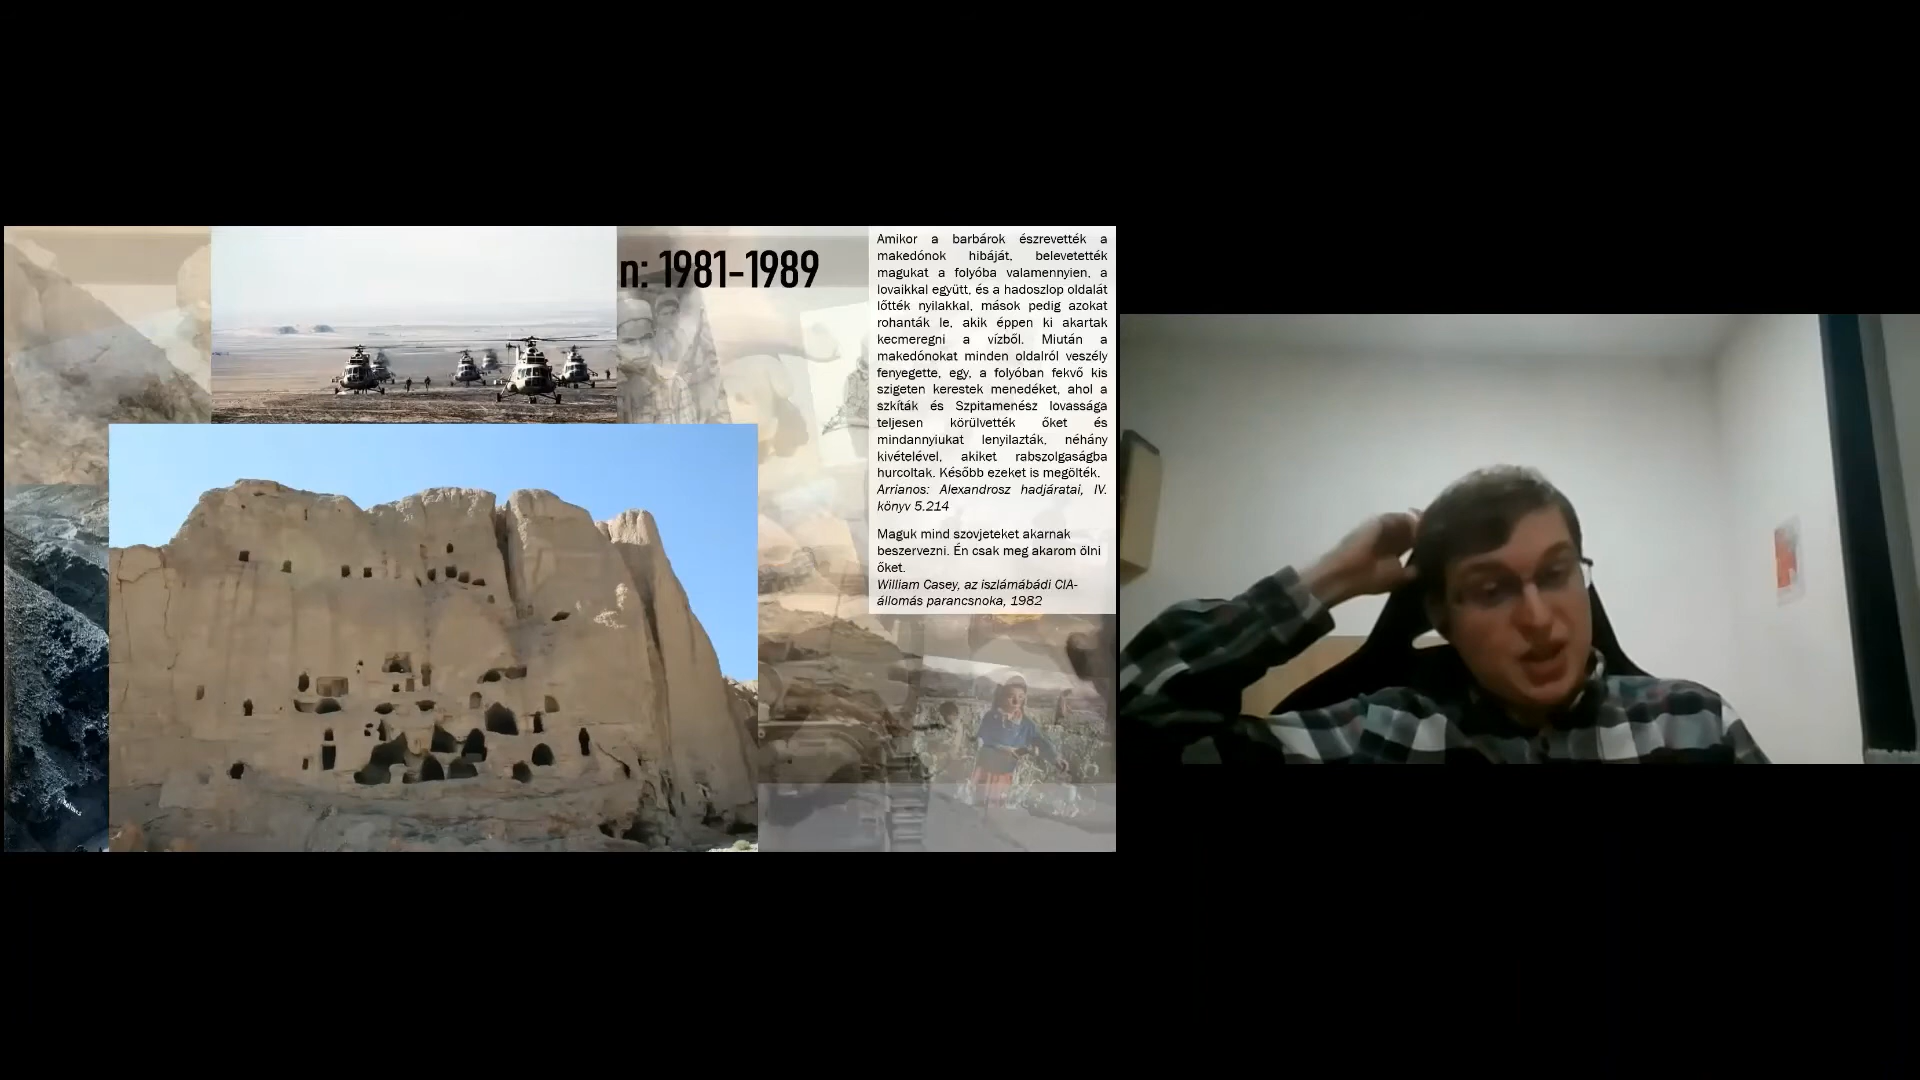 n: 1981-1989
Amikor a barbárok észrevették a
makedónok hibáját, belevetették
magukat a folyóba valamennyien, a
lovaikkal együtt, és a hadoszlop oldalát
lőtték nyilakkal, mások pedig azokat
rohanták le, akik éppen ki akartak
kecmeregni a vízből. Miután a
makedónokat minden oldalról veszély
fenyegette, egy, a folyóban fekvő kis
szigeten kerestek menedéket, ahol a
szkíták és Szpitamenész lovassága
teljesen körülvették őket és
mindannyiukat lenyilazták, néhány
kivételével, akiket rabszolgaságba
hurcoltak. Később ezeket is megölték.
Arrianos: Alexandrosz hadjáratai, IV.
könyv 5.214
Maguk mind szovjeteket akarnak
beszervezni. Én csak meg akarom ölni
őket.
William Casey, az iszlámábádi CIA-
állomás parancsnoka, 1982